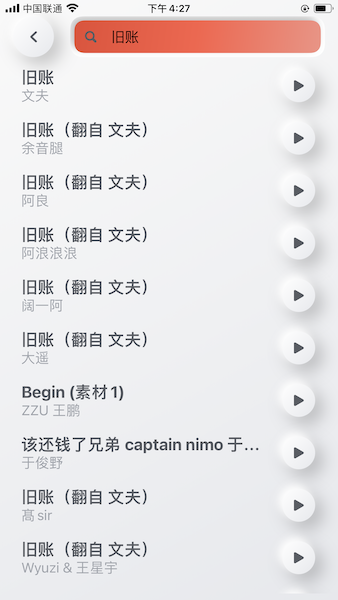 中国联通 下午4:27
旧账
旧账
文夫
旧账（翻自 文夫）
余音腿
旧账（翻自 文夫）
阿良
旧账（翻自 文夫）
阿浪浪浪
旧账（翻自 文夫）
阔一阿
旧账（翻自 文夫）
大遥
Begin (素材1)
ZZU 王鹏
该还钱了兄弟 captain nimo 于...
于俊野
旧账（翻自 文夫）
髙 sir
旧账（翻自 文夫）
Wyuzi & 王星宇